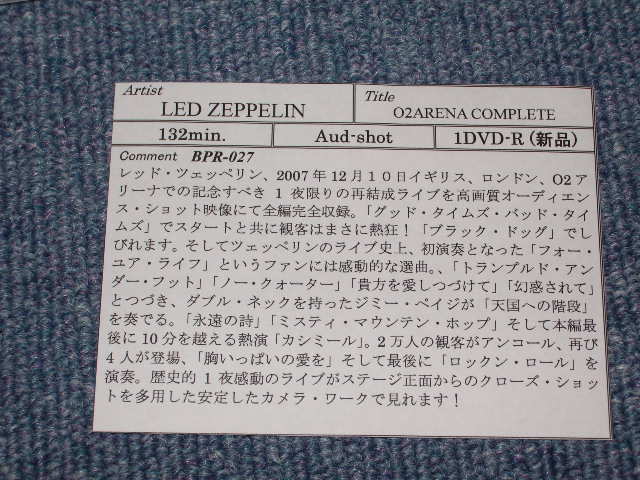 Artist
LED ZEPPELIN
Title
O2ARENA COMPLETE
132min.
Aud-shot
1DVD-R (新品)
Comment BPR-027
レッド・ツェッペリン、2007年12月10日イギリス、ロンドン、O2ア
リーナでの記念すべき1夜限りの再結成ライブを高画質オーディエン
ス・ショット映像にて全編完全収録。「グッド・タイムズ・バッド・タイ
ムズ」でスタートと共に観客はまさに熱狂！「ブラック・ドッグ」でし
びれます。そしてツェッペリンのライブ史上、初演奏となった「フォー・
ユア・ライフ」というファンには感動的な選曲。、「トランプルド・アン
ダー・フット」「ノー・クォーター」「貴方を愛しつづけて」「幻惑されて」
とつづき、ダブル・ネックを持ったジミー・ペイジが「天国への階段」
を奏でる。「永遠の詩」「ミスティ・マウンテン・ホップ」そして本編最
後に10分を越える熱演「カシミール」。2万人の観客がアンコール、再び
4人が登場、「胸いっぱいの愛を」そして最後に「ロックン・ロール」を
演奏。歴史的1夜感動のライブがステージ正面からのクローズ・ショッ
トを多用した安定したカメラ・ワークで見れます！